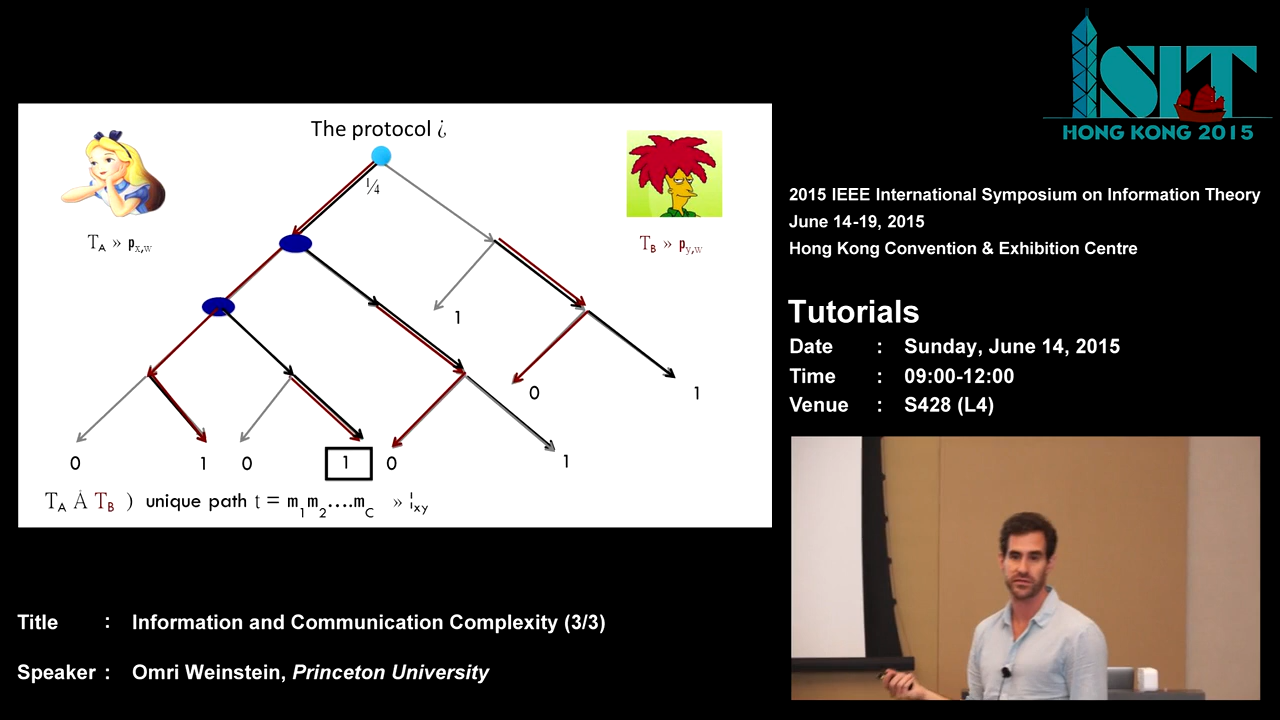 ISIT
HONG KONG 2015
The protocol ¿
¼
T_A » p_x,w
T_B » p_y,w
1
0
1
0
1
0
1
0
1
T_A Á T_B ) unique path t = m_1 m_2 ….m_C » ¦_xy
2015 IEEE International Symposium on Information Theory
June 14-19, 2015
Hong Kong Convention & Exhibition Centre
Tutorials
Date : Sunday, June 14, 2015
Time : 09:00-12:00
Venue : S428 (L4)
Title : Information and Communication Complexity (3/3)
Speaker : Omri Weinstein, Princeton University